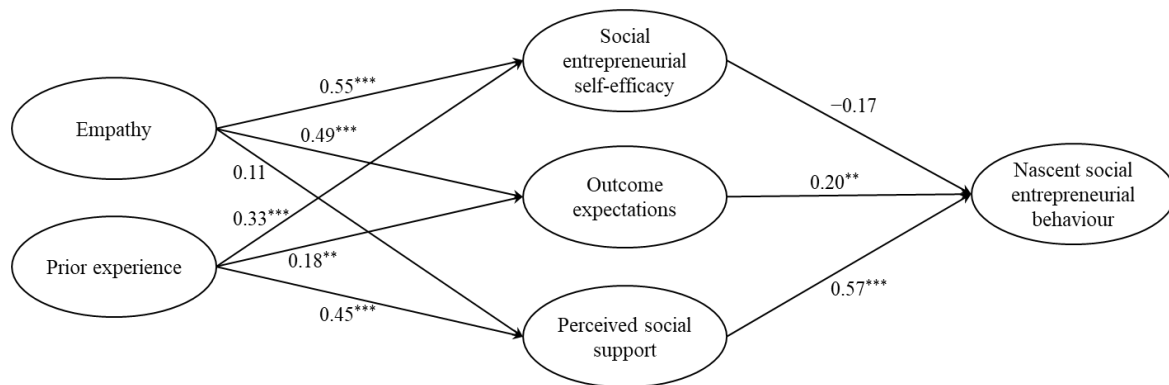 Social
entrepreneurial
self-efficacy
0.55***
−0.17
Empathy
0.49***
0.11
Outcome
expectations
0.20**
Nascent social
entrepreneurial
behaviour
0.33***
Prior experience
0.18**
0.45***
0.57***
Perceived social
support